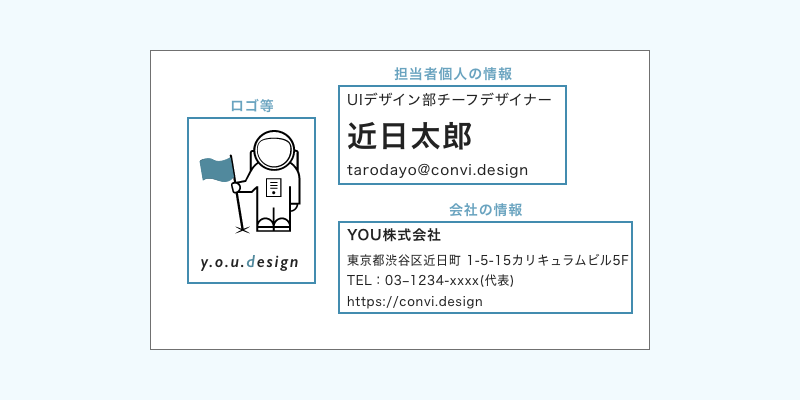 ロゴ等
y.o.u.design
担当者個人の情報
UIデザイン部チーフデザイナー
近日太郎
tarodayo@convi.design
会社の情報
YOU株式会社
東京都渋谷区近日町 1-5-15カリキュラムビル5F
TEL：03–1234-xxxx(代表)
https://convi.design